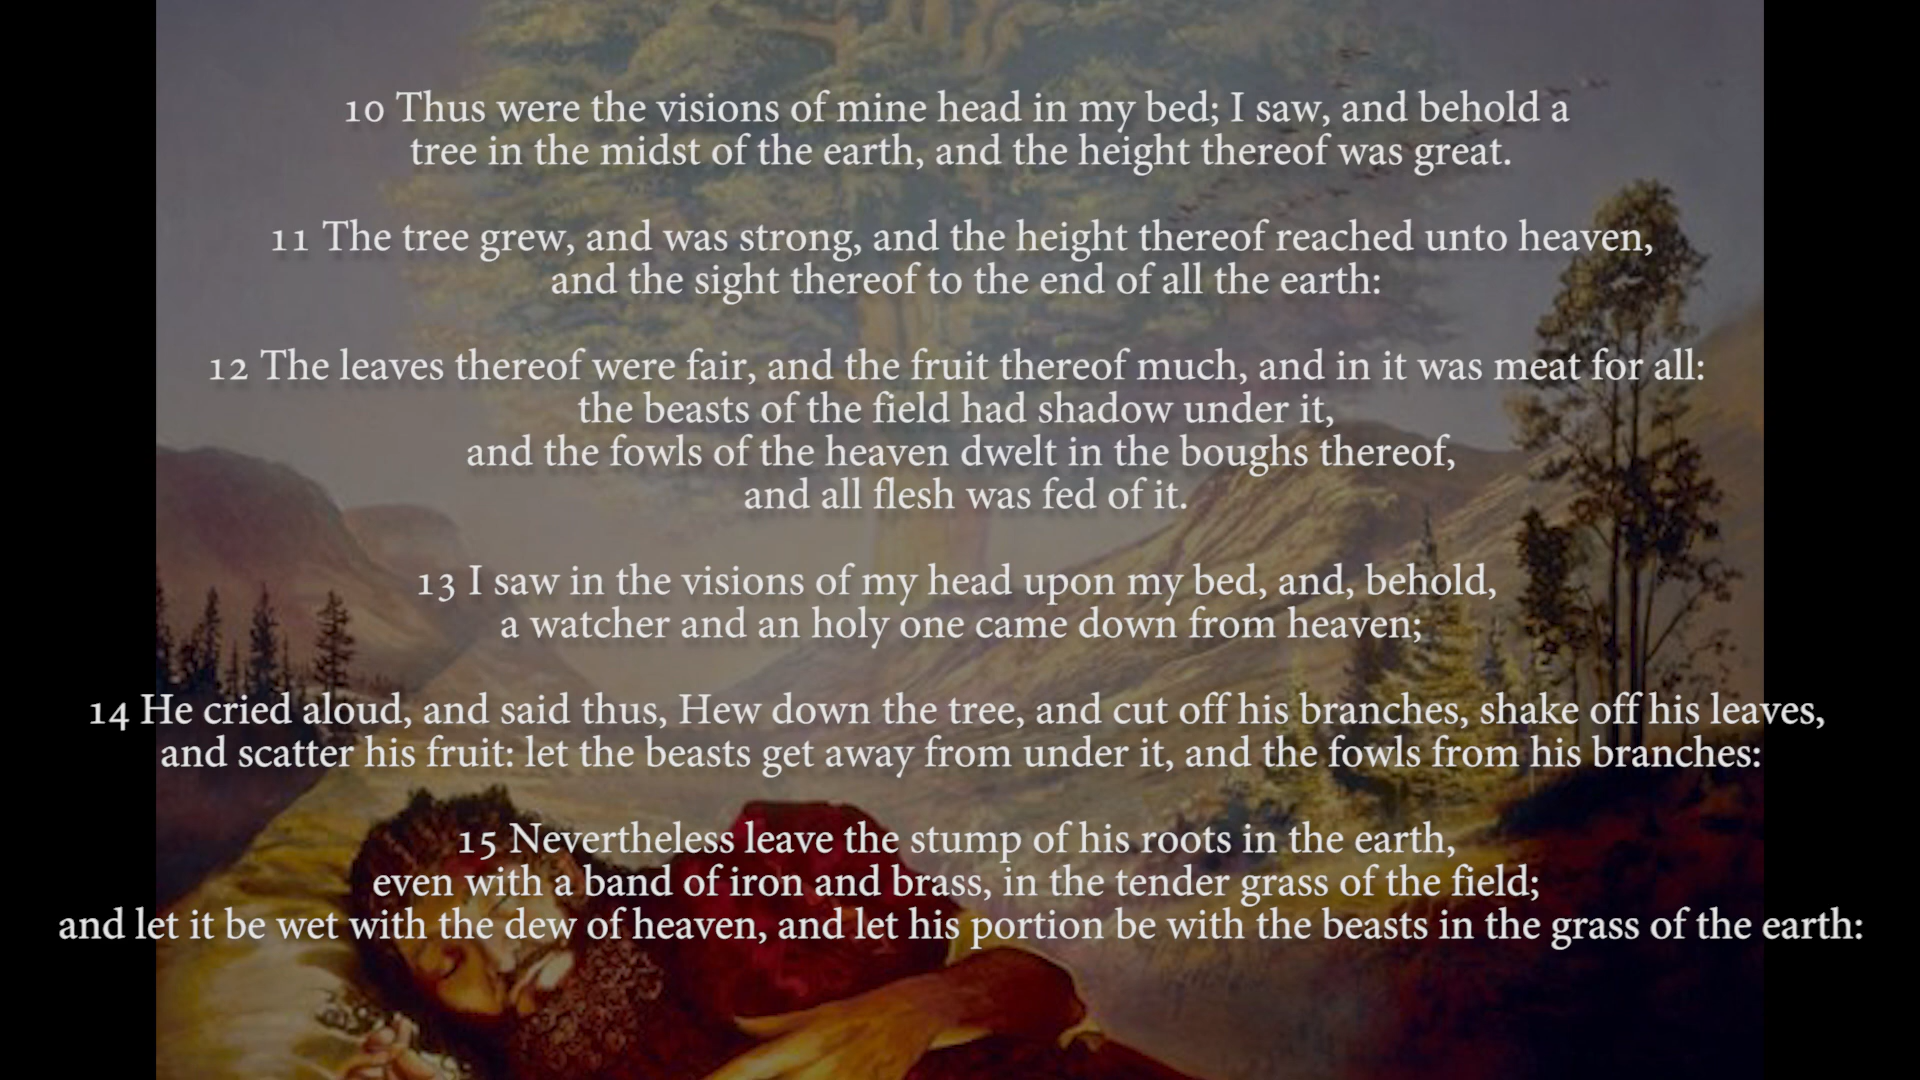 10 Thus were the visions of mine head in my bed; I saw, and behold a
tree in the midst of the earth, and the height thereof was great.
11 The tree grew, and was strong, and the height thereof reached unto heaven,
and the sight thereof to the end of all the earth:
12 The leaves thereof were fair, and the fruit thereof much, and in it was meat for all:
the beasts of the field had shadow under it,
and the fowls of the heaven dwelt in the boughs thereof,
and all flesh was fed of it.
13 I saw in the visions of my head upon my bed, and, behold,
a watcher and an holy one came down from heaven;
14 He cried aloud, and said thus, Hew down the tree, and cut off his branches, shake off his leaves,
and scatter his fruit: let the beasts get away from under it, and the fowls from his branches:
15 Nevertheless leave the stump of his roots in the earth,
even with a band of iron and brass, in the tender grass of the field;
and let it be wet with the dew of heaven, and let his portion be with the beasts in the grass of the earth: